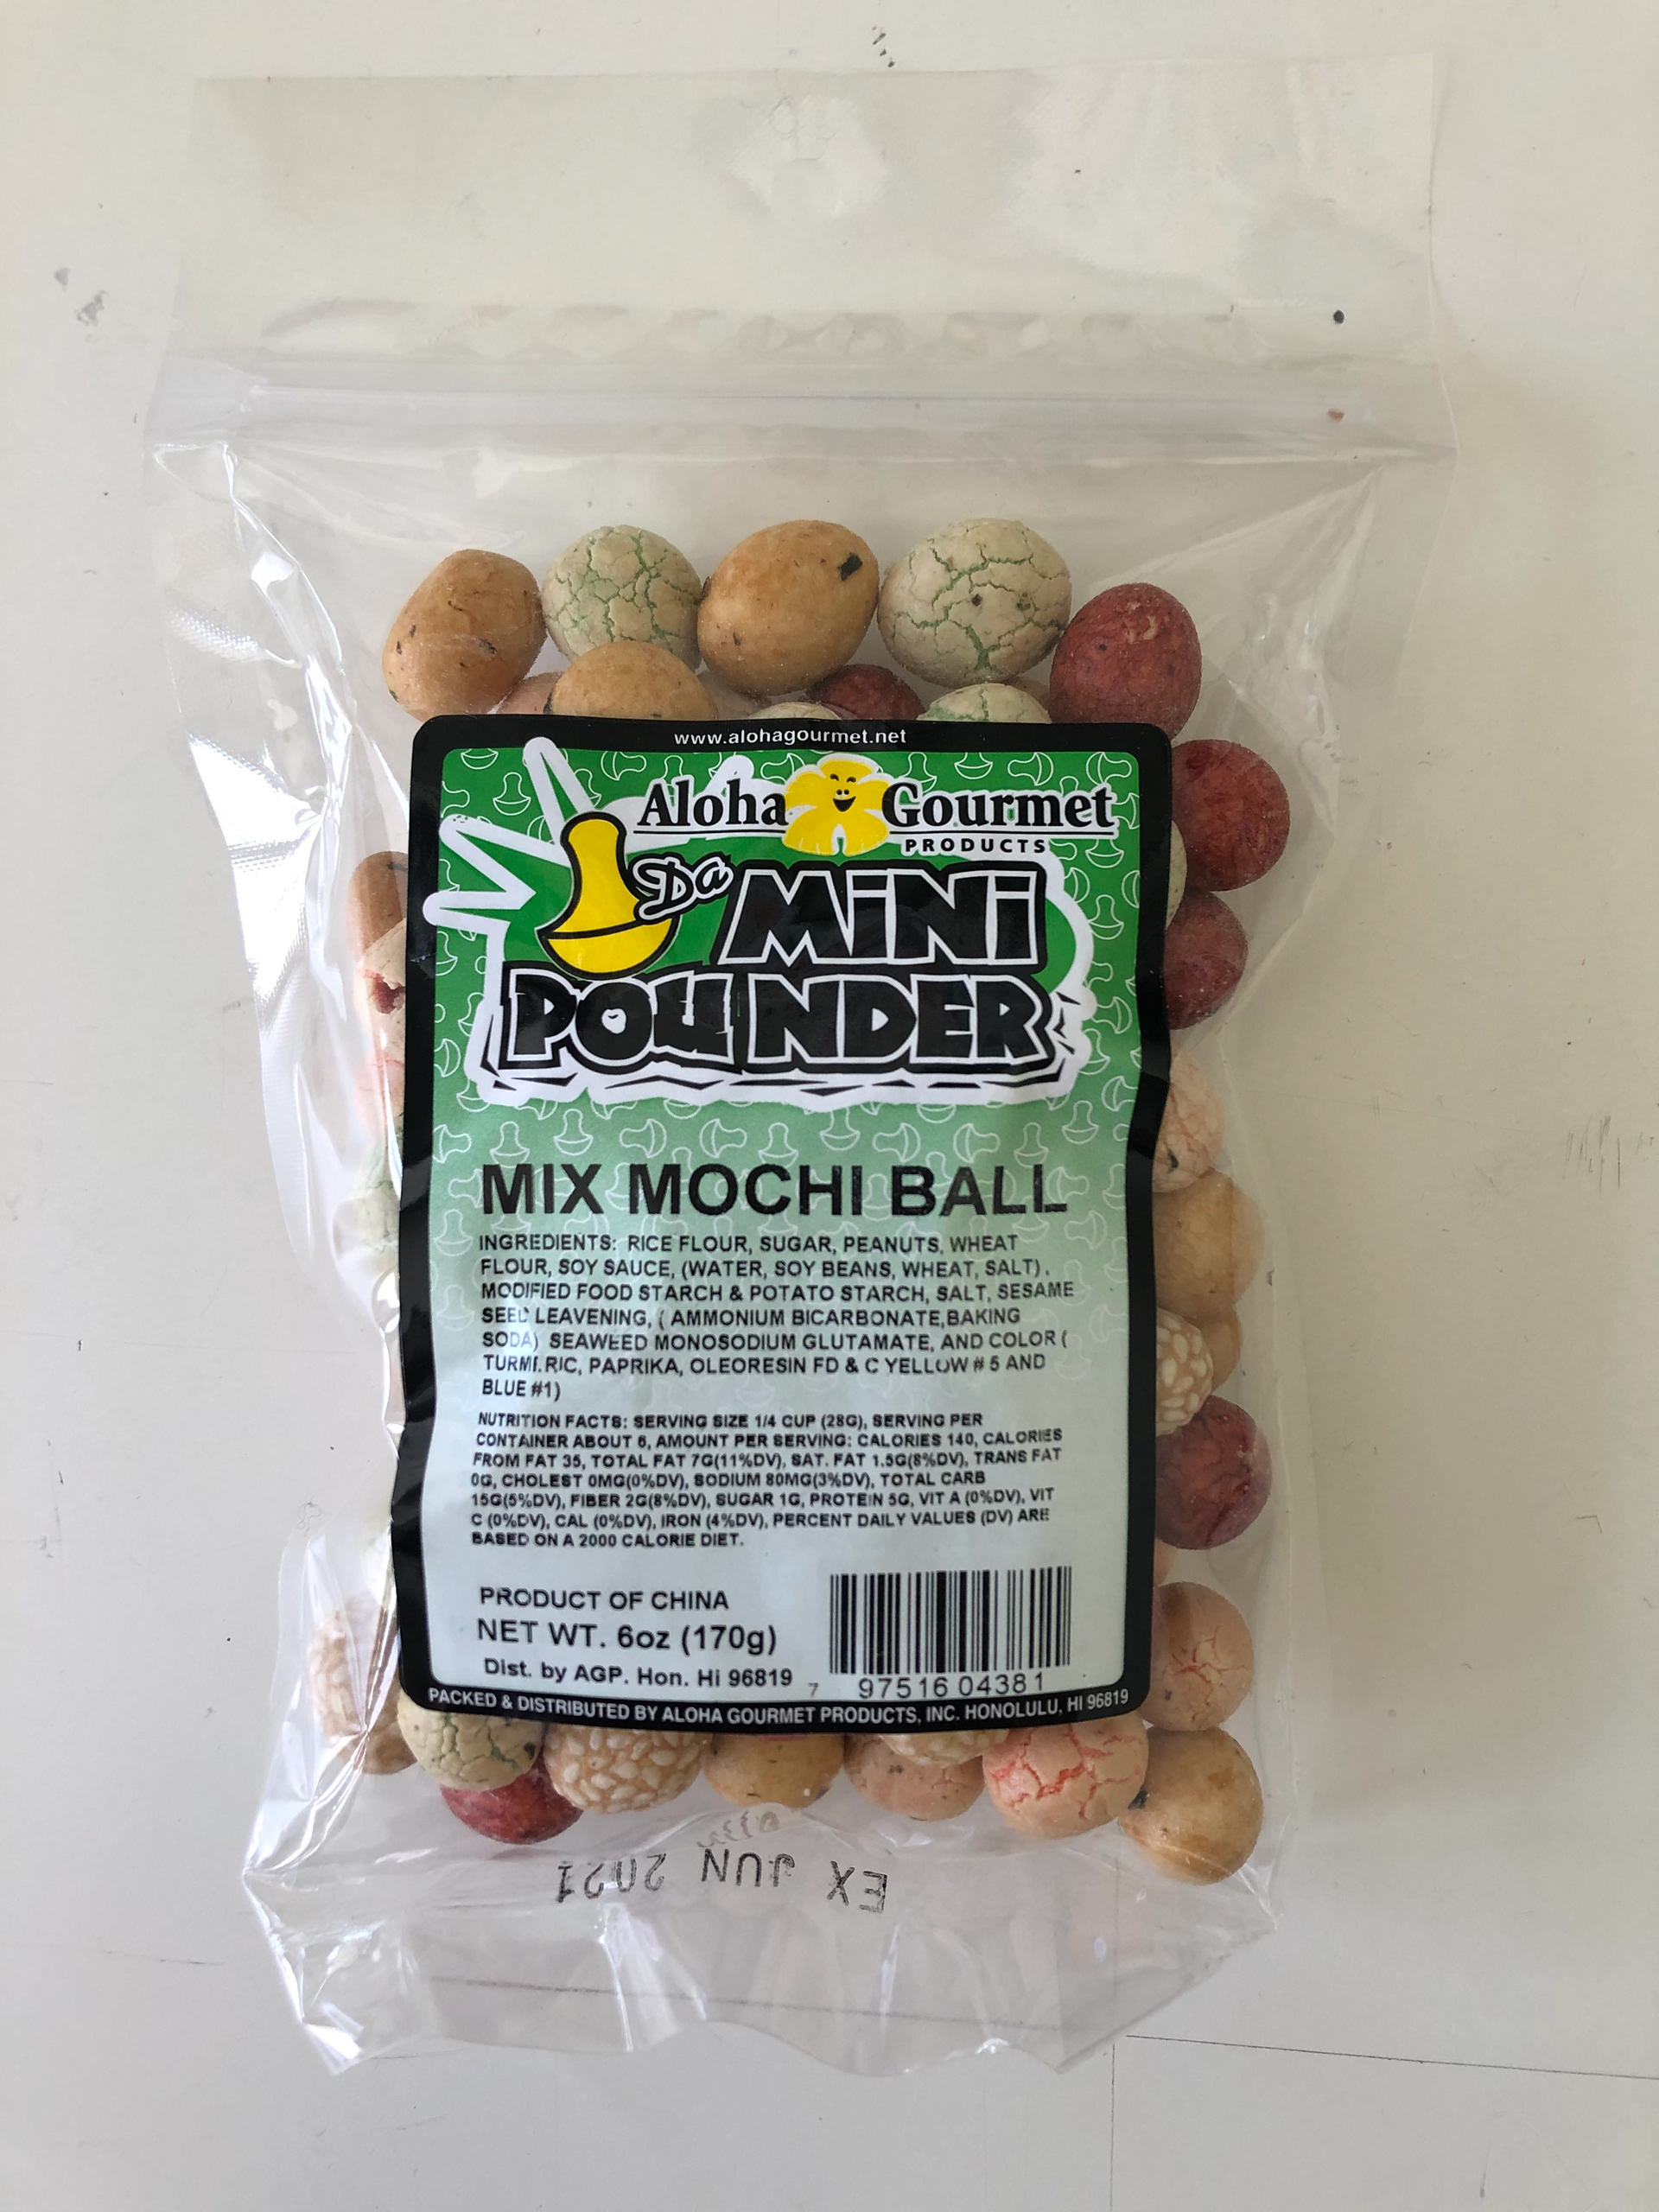 www.alohagourmet.net
Aloha Gourmet
PRODUCTS
Da MiNi
POUNDER
MIX MOCHI BALL
INGREDIENTS: RICE FLOUR, SUGAR, PEANUTS, WHEAT
FLOUR, SOY SAUCE, (WATER, SOY BEANS, WHEAT, SALT).
MODIFIED FOOD STARCH & POTATO STARCH, SALT, SESAME
SEED LEAVENING, ( AMMONIUM BICARBONATE,BAKING
SODA) SEAWEED MONOSODIUM GLUTAMATE, AND COLOR (
TURMERIC, PAPRIKA, OLEORESIN FD & C YELLOW # 5 AND
BLUE #1)
NUTRITION FACTS: SERVING SIZE 1/4 CUP (28G), SERVING PER
CONTAINER ABOUT 6, AMOUNT PER SERVING: CALORIES 140, CALORIES
FROM FAT 35, TOTAL FAT 7G(11%DV), SAT. FAT 1.5G(8%DV), TRANS FAT
0G, CHOLEST 0MG(0%DV), SODIUM 80MG(3%DV), TOTAL CARB
15G(5%DV), FIBER 2G(8%DV), SUGAR 1G, PROTEIN 5G, VIT A (0%DV), VIT
C (0%DV), CAL (0%DV), IRON (4%DV), PERCENT DAILY VALUES (DV) ARE
BASED ON A 2000 CALORIE DIET.
PRODUCT OF CHINA
NET WT. 6oz (170g)
Dist. by AGP. Hon. Hi 96819
7 97516 04381
PACKED & DISTRIBUTED BY ALOHA GOURMET PRODUCTS, INC. HONOLULU, HI 96819
EX JUN 2021